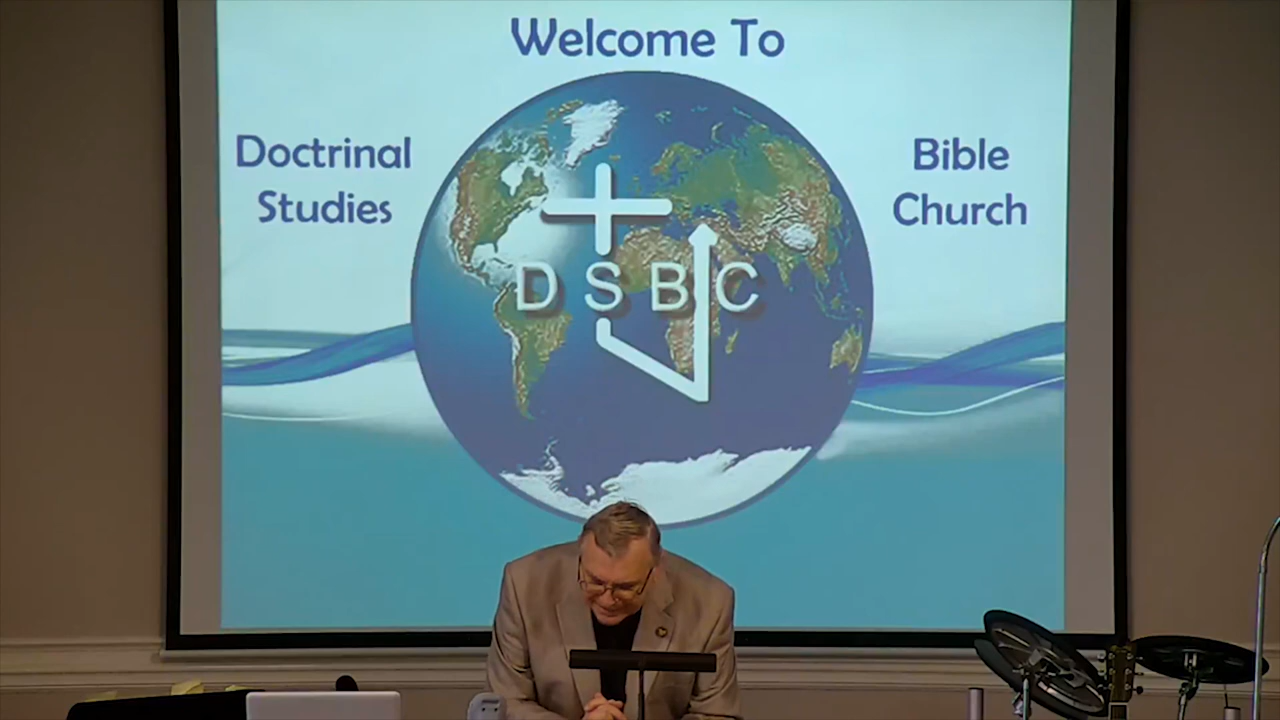 Welcome To
Doctrinal
Studies
Bible
Church
DSBC